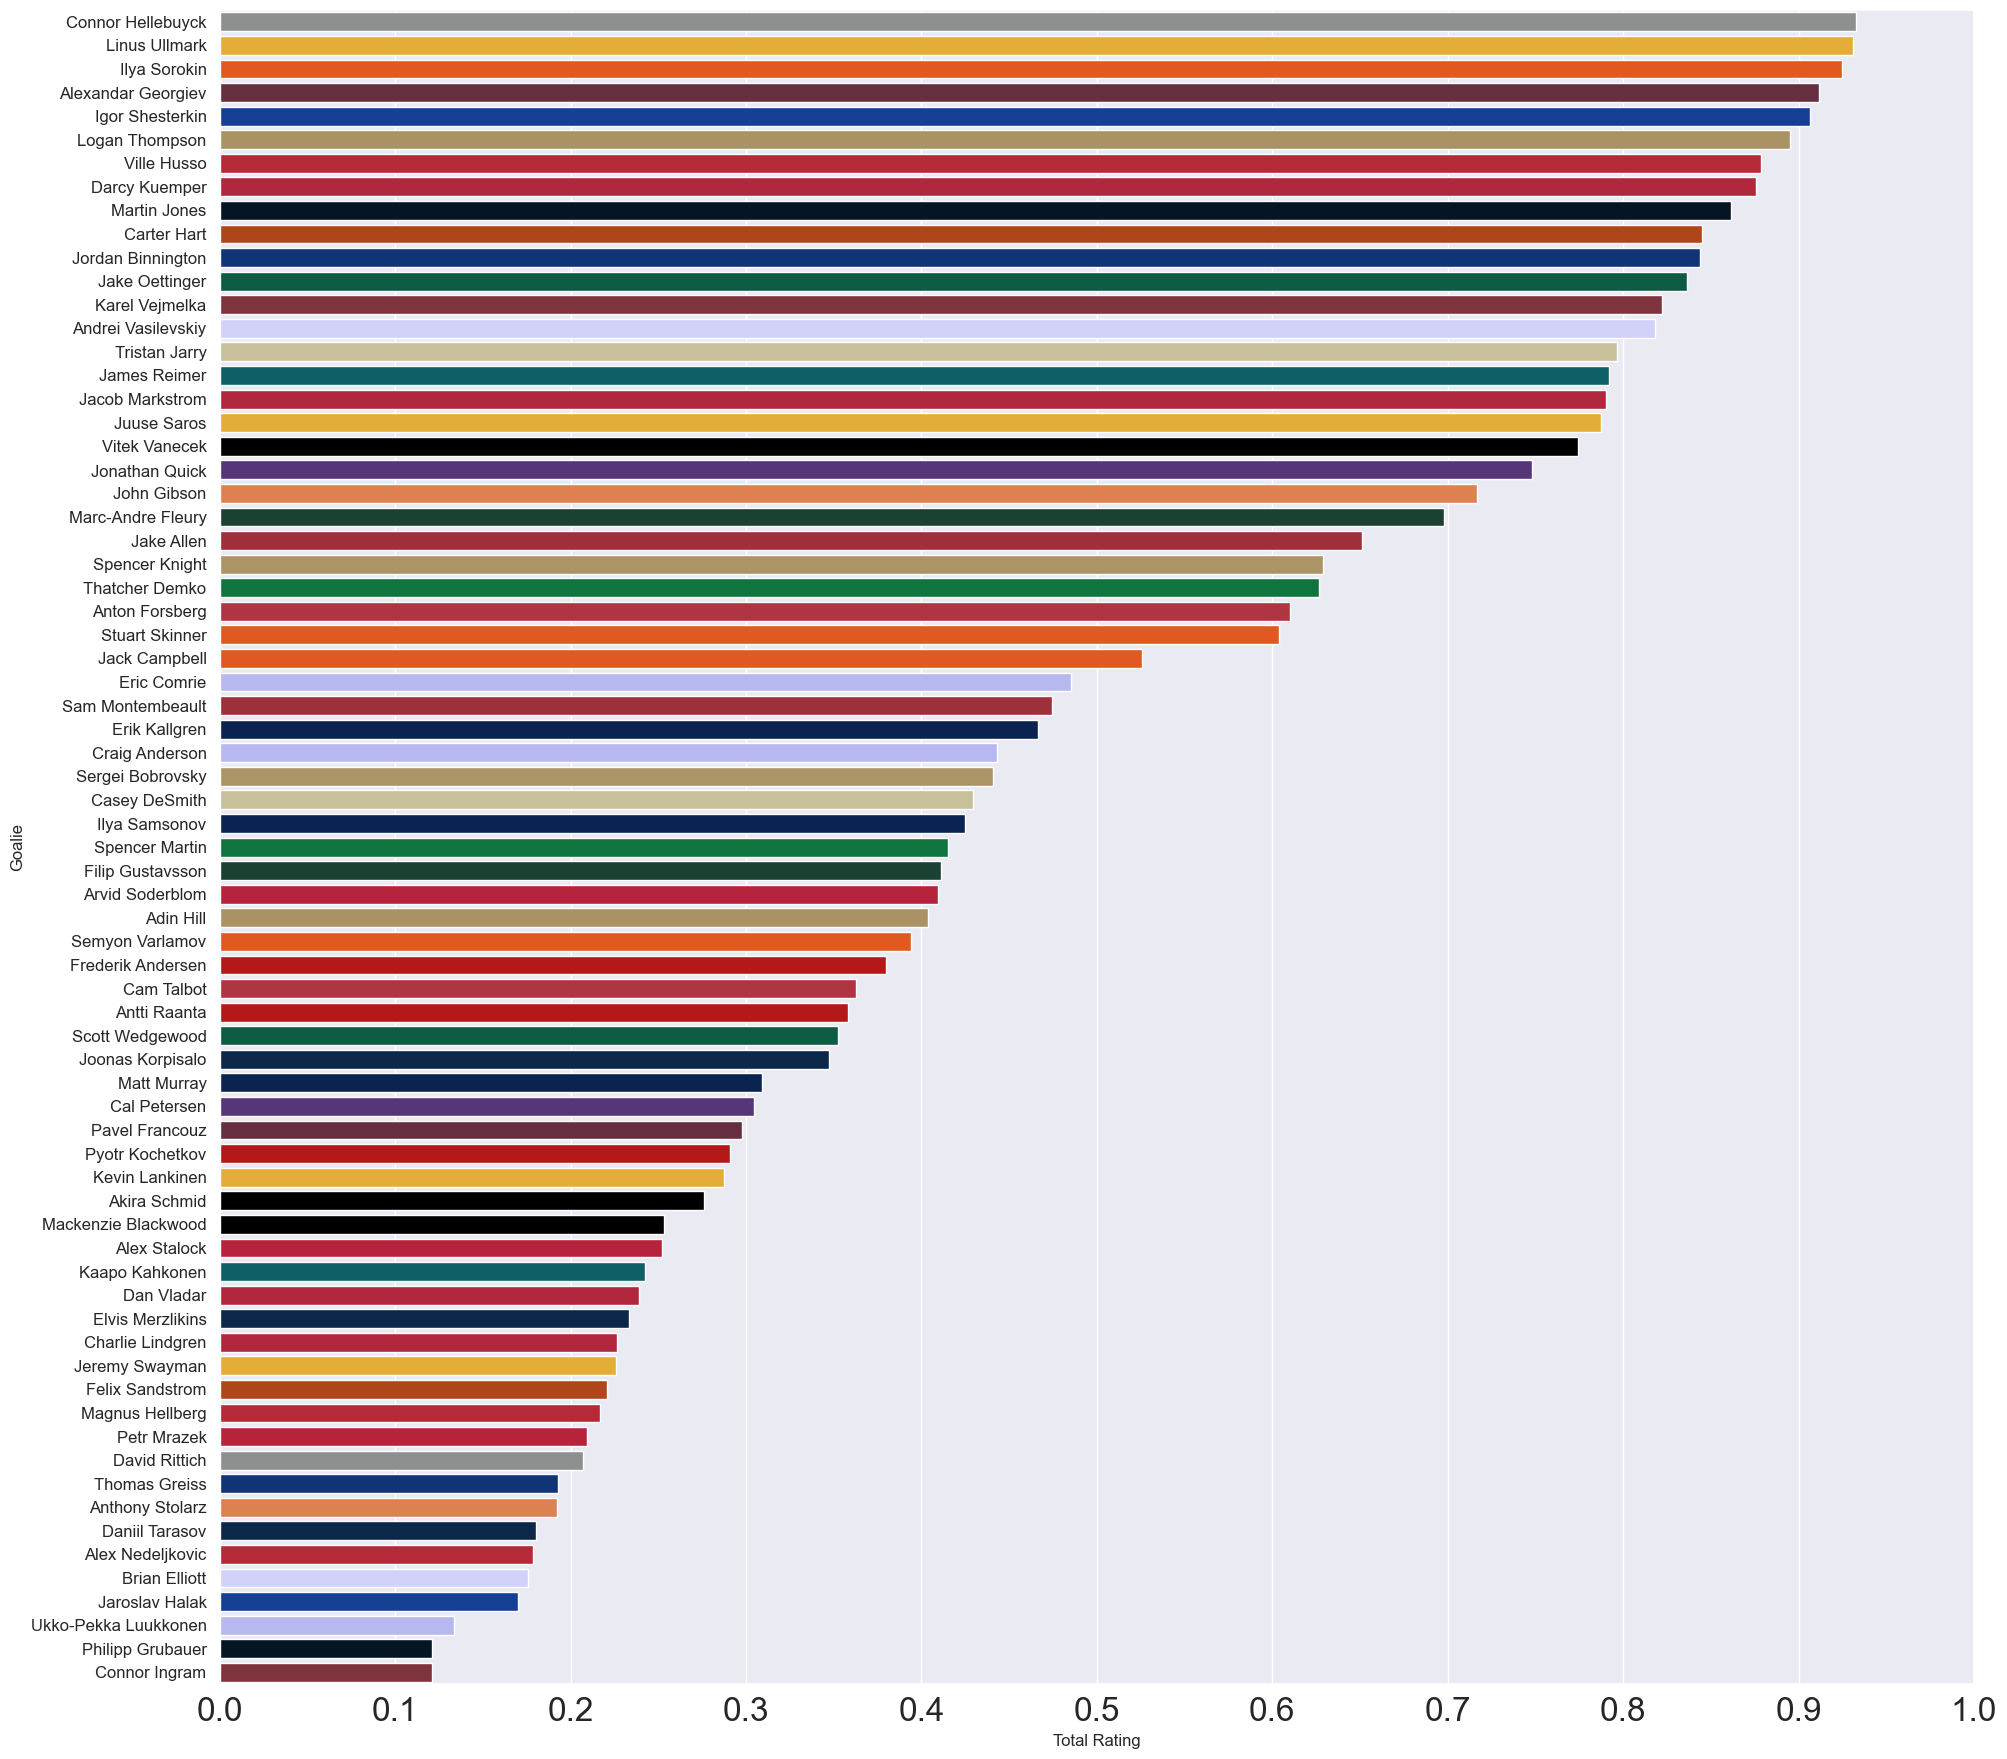 Connor Hellebuyck
Linus Ullmark
Ilya Sorokin
Alexandar Georgiev
Igor Shesterkin
Logan Thompson
Ville Husso
Darcy Kuemper
Martin Jones
Carter Hart
Jordan Binnington
Jake Oettinger
Karel Vejmelka
Andrei Vasilevskiy
Tristan Jarry
James Reimer
Jacob Markstrom
Juuse Saros
Vitek Vanecek
Jonathan Quick
John Gibson
Marc-Andre Fleury
Jake Allen
Spencer Knight
Thatcher Demko
Anton Forsberg
Stuart Skinner
Jack Campbell
Eric Comrie
Sam Montembeault
Erik Kallgren
Craig Anderson
Sergei Bobrovsky
Casey DeSmith
Ilya Samsonov
Spencer Martin
Filip Gustavsson
Arvid Soderblom
Adin Hill
Semyon Varlamov
Frederik Andersen
Cam Talbot
Antti Raanta
Scott Wedgewood
Joonas Korpisalo
Matt Murray
Cal Petersen
Pavel Francouz
Pyotr Kochetkov
Kevin Lankinen
Akira Schmid
Mackenzie Blackwood
Alex Stalock
Kaapo Kahkonen
Dan Vladar
Elvis Merzlikins
Charlie Lindgren
Jeremy Swayman
Felix Sandstrom
Magnus Hellberg
Petr Mrazek
David Rittich
Thomas Greiss
Anthony Stolarz
Daniil Tarasov
Alex Nedeljkovic
Brian Elliott
Jaroslav Halak
Ukko-Pekka Luukkonen
Philipp Grubauer
Connor Ingram
Goalie
0.0 0.1 0.2 0.3 0.4 0.5 0.6 0.7 0.8 0.9 1.0
Total Rating